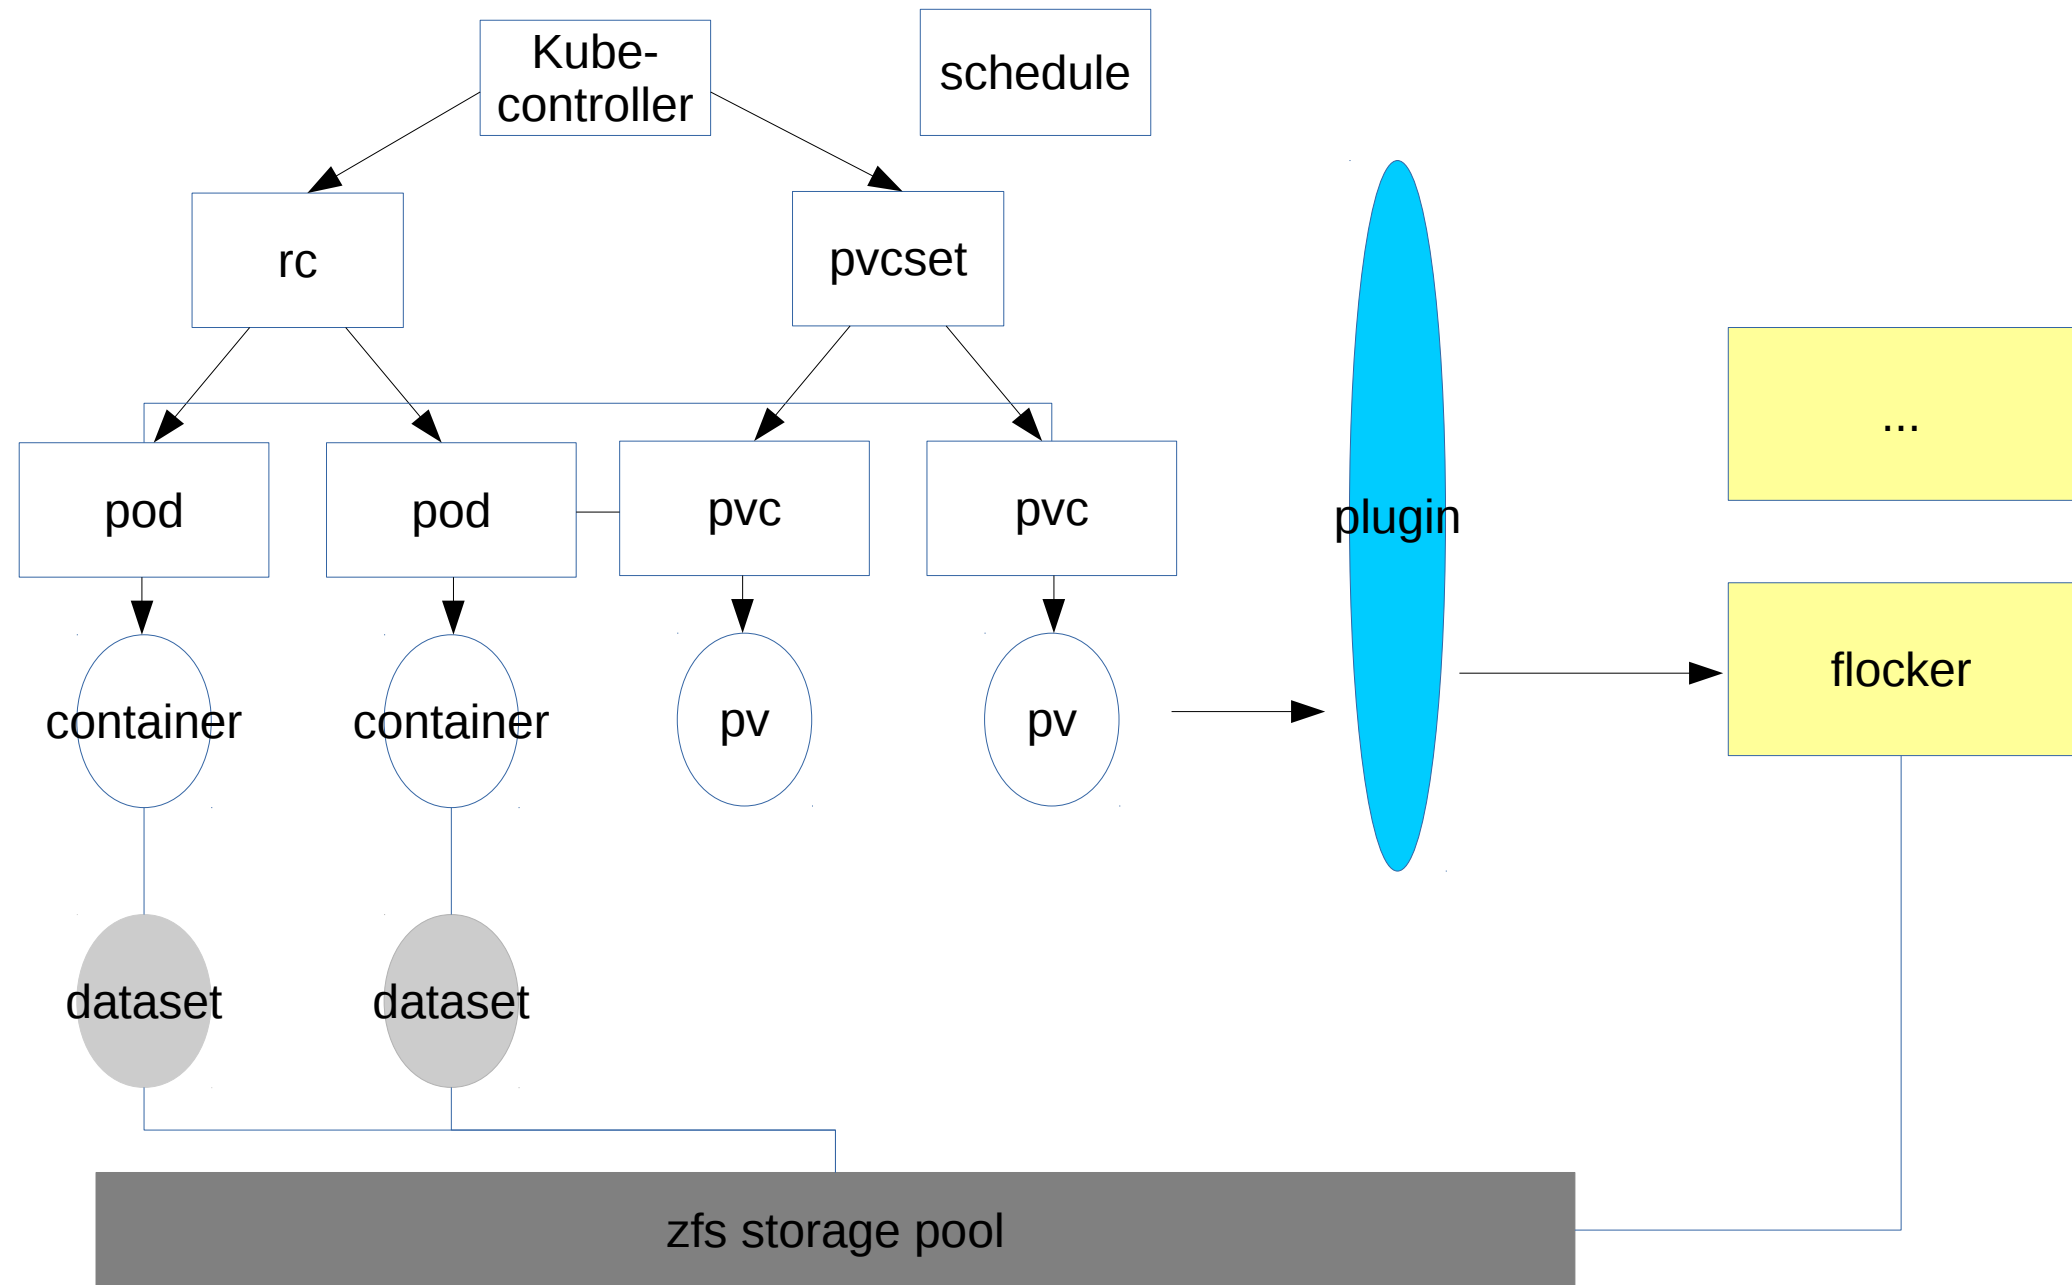 Kube-
controller
schedule
rc
pvcset
...
pod
pod
pvc
pvc
plugin
flocker
container
container
pv
pv
dataset
dataset
zfs storage pool